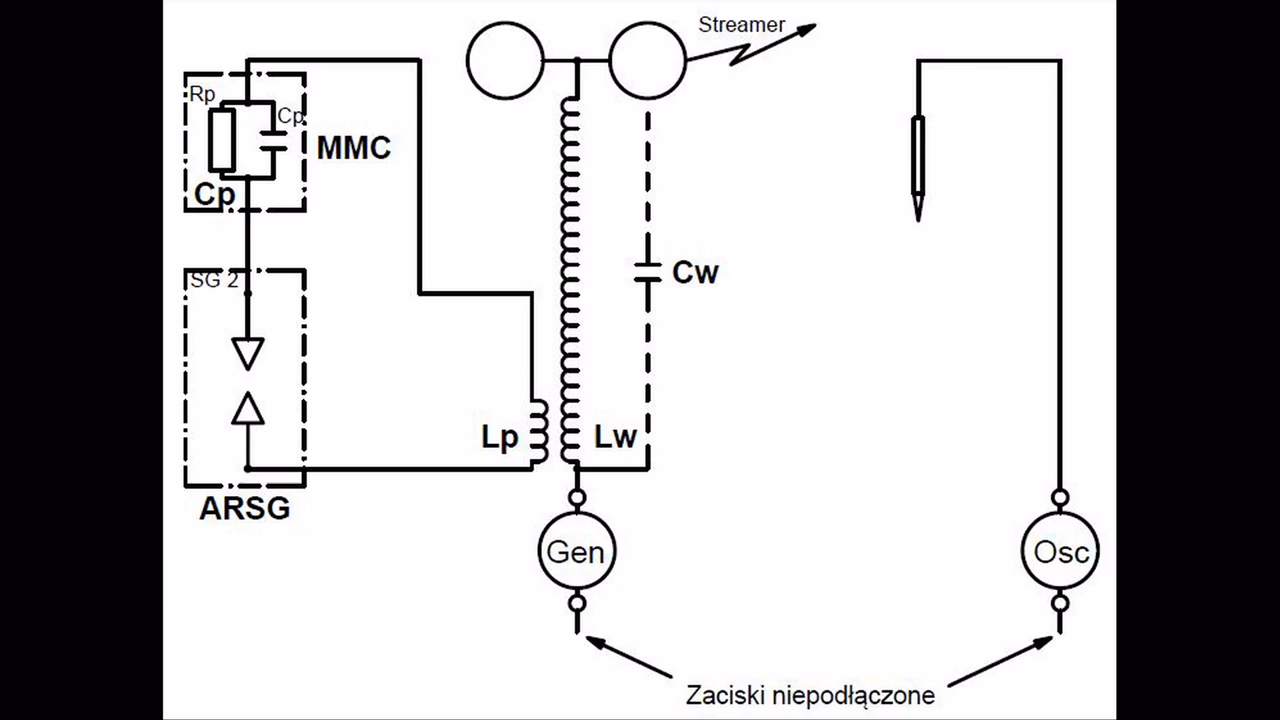 Streamer
Rp
Cp
MMC
Cp
SG 2
Cw
Lp
Lw
ARSG
Gen
Osc
Zaciski niepodłączone